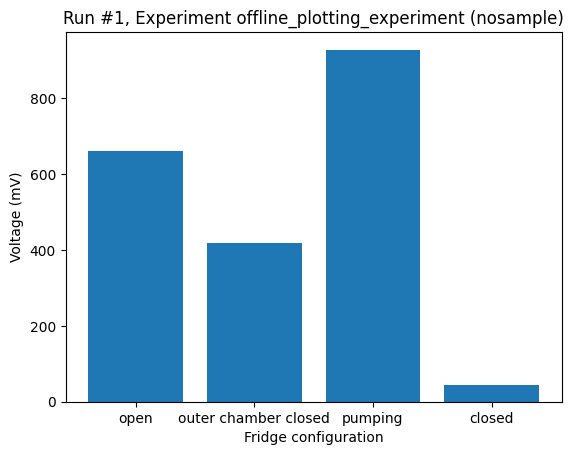 Run #1, Experiment offline_plotting_experiment (nosample)
Voltage (mV)
800
600
400
200
0
open
outer chamber closed
pumping
closed
Fridge configuration